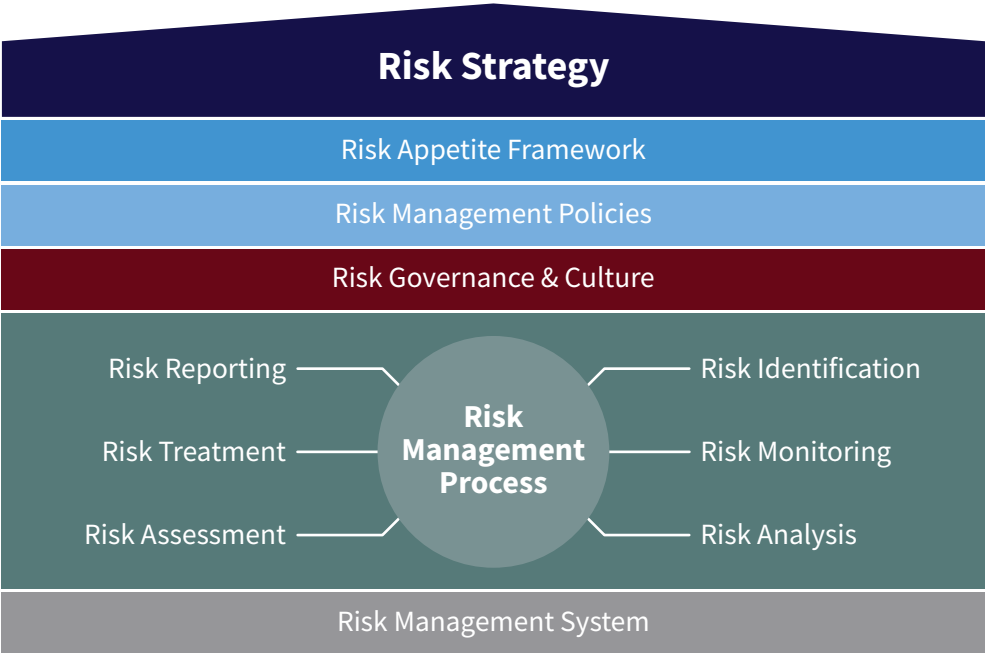 Risk Strategy
Risk Appetite Framework
Risk Management Policies
Risk Governance & Culture
Risk Reporting
Risk Treatment
Risk Assessment
Risk
Management
Process
Risk Identification
Risk Monitoring
Risk Analysis
Risk Management System